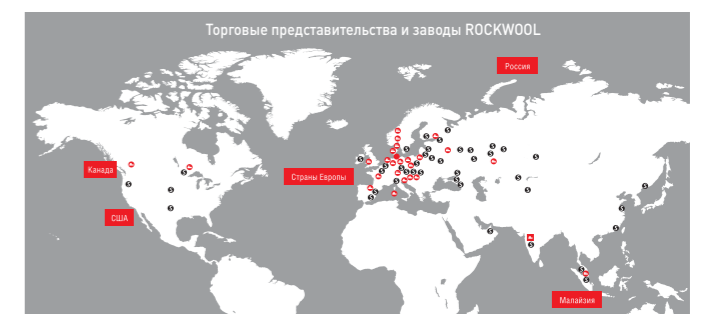 Торговые представительства и заводы ROCKWOOL
Россия
Канада
Страны Европы
США
Малайзия